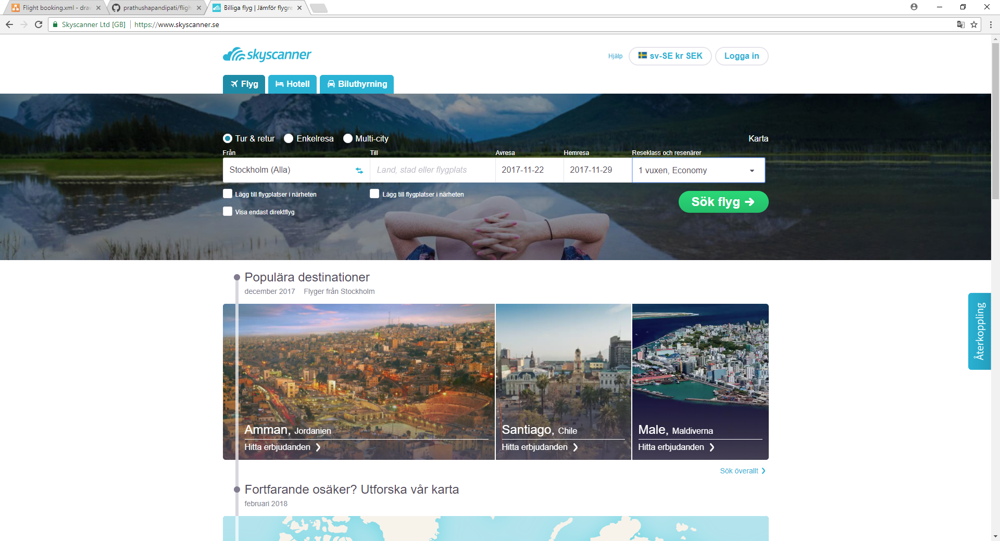 Flight booking.xml - dra
prathushapandipati/fligh
Billiga flyg | Jämför flygre
Skyscanner Ltd [GB] https://www.skyscanner.se
skyscanner
Hjälp
sv-SE kr SEK
Logga in
Flyg
Hotell
Biluthyrning
Tur & retur
Enkelresa
Multi-city
Karta
Från
Till
Avresa
Hemresa
Reseklass och resenärer
Stockholm (Alla)
Land, stad eller flygplats
2017-11-22
2017-11-29
1 vuxen, Economy
Lägg till flygplatser i närheten
Lägg till flygplatser i närheten
Visa endast direktflyg
Sök flyg
Populära destinationer
december 2017 Flyger från Stockholm
Amman, Jordanien
Hitta erbjudanden
Santiago, Chile
Hitta erbjudanden
Male, Maldiverna
Hitta erbjudanden
Återkoppling
Sök överallt
Fortfarande osäker? Utforska vår karta
februari 2018